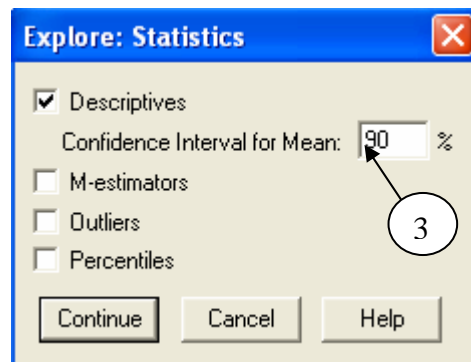 Explore: Statistics
Descriptives
Confidence Interval for Mean: 90 %
M-estimators
3
Outliers
Percentiles
Continue Cancel Help